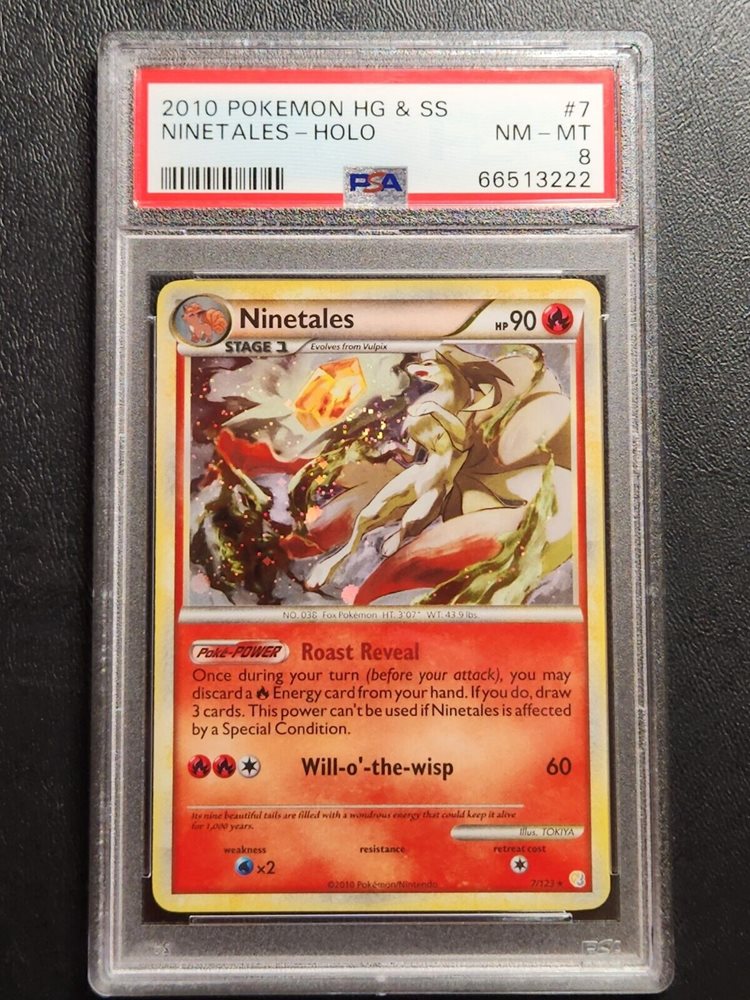 2010 POKEMON HG & SS #7
NINETALES - HOLO NM - MT
8
PSA 66513222
Ninetales HP 90
STAGE 1 Evolves from Vulpix
NO. 038 Fox Pokémon HT: 3'07" WT: 43.9 lbs.
Poké-POWER Roast Reveal
Once during your turn (before your attack), you may
discard a Energy card from your hand. If you do, draw
3 cards. This power can't be used if Ninetales is affected
by a Special Condition.
Will-o'-the-wisp 60
Its nine beautiful tails are filled with a wondrous energy that could keep it alive
for 1,000 years.
Illus. TOKIYA
weakness resistance retreat cost
×2
©2010 Pokémon/Nintendo 7/123 ★
PSA